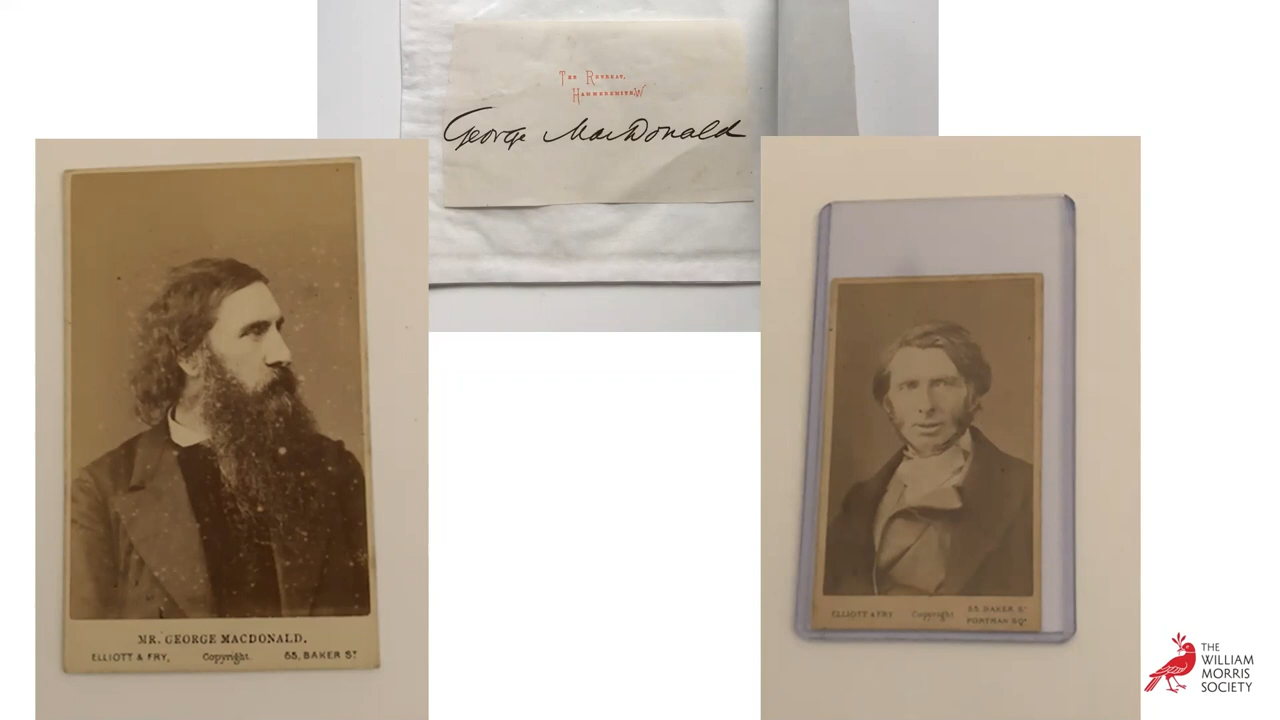 THE RETREAT,
HAMMERSMITH W
George MacDonald
MR. GEORGE MACDONALD.
ELLIOTT & FRY, Copyright. 55, BAKER ST
ELLIOTT & FRY Copyright 55, BAKER ST
PORTMAN SQRE
THE
WILLIAM
MORRIS
SOCIETY